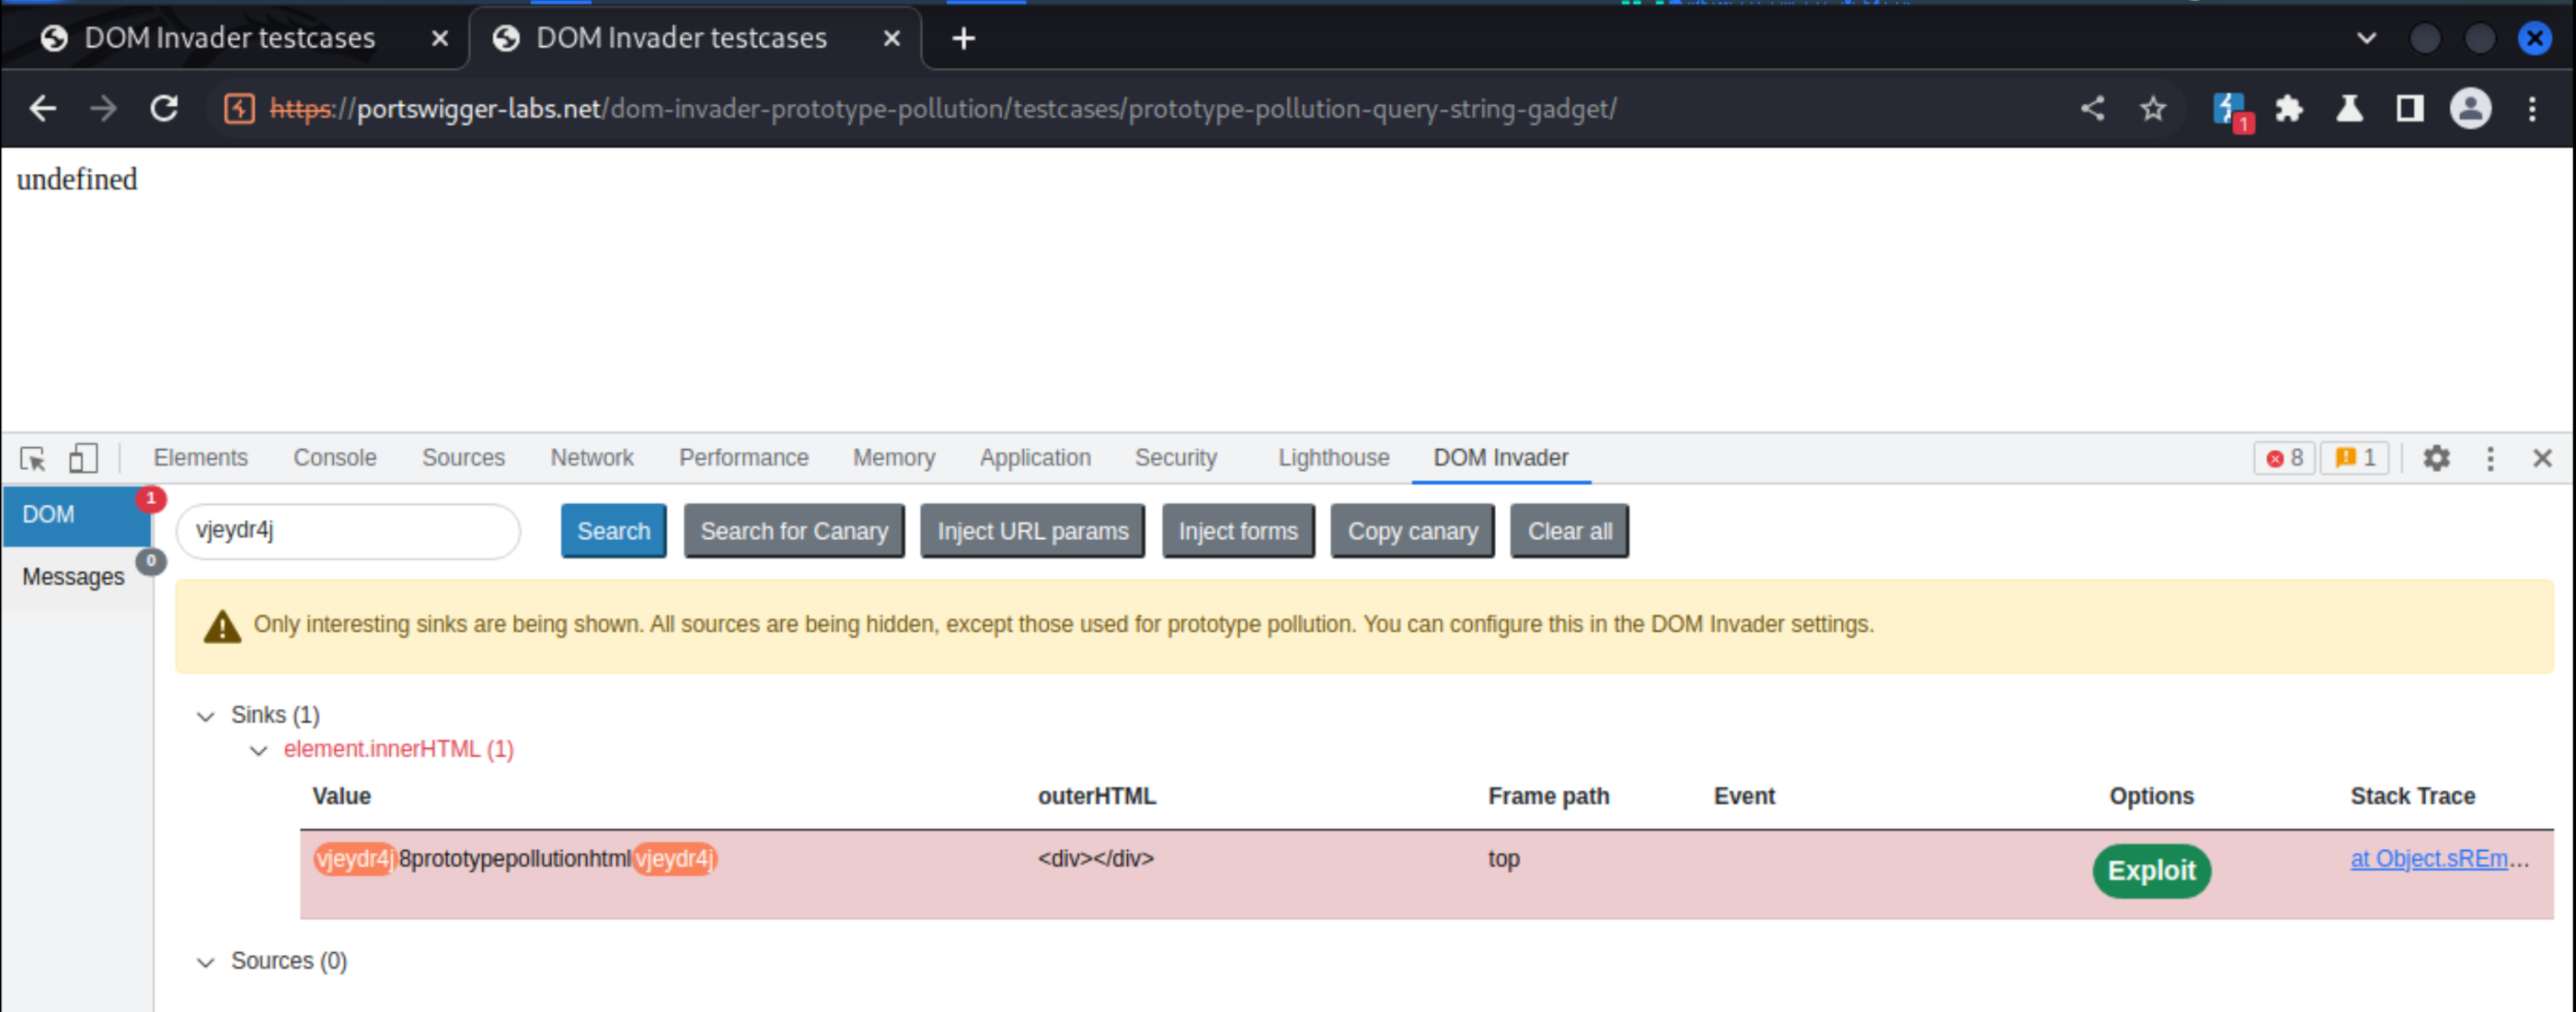 DOM Invader testcases DOM Invader testcases
https://portswigger-labs.net/dom-invader-prototype-pollution/testcases/prototype-pollution-query-string-gadget/ 1
undefined
Elements Console Sources Network Performance Memory Application Security Lighthouse DOM Invader 8 1
DOM 1
Messages 0
vjeydr4j Search Search for Canary Inject URL params Inject forms Copy canary Clear all
Only interesting sinks are being shown. All sources are being hidden, except those used for prototype pollution. You can configure this in the DOM Invader settings.
Sinks (1)
element.innerHTML (1)
Value outerHTML Frame path Event Options Stack Trace
vjeydr4j8prototypepollutionhtmlvjeydr4j <div></div> top Exploit at Object.sREm...
Sources (0)